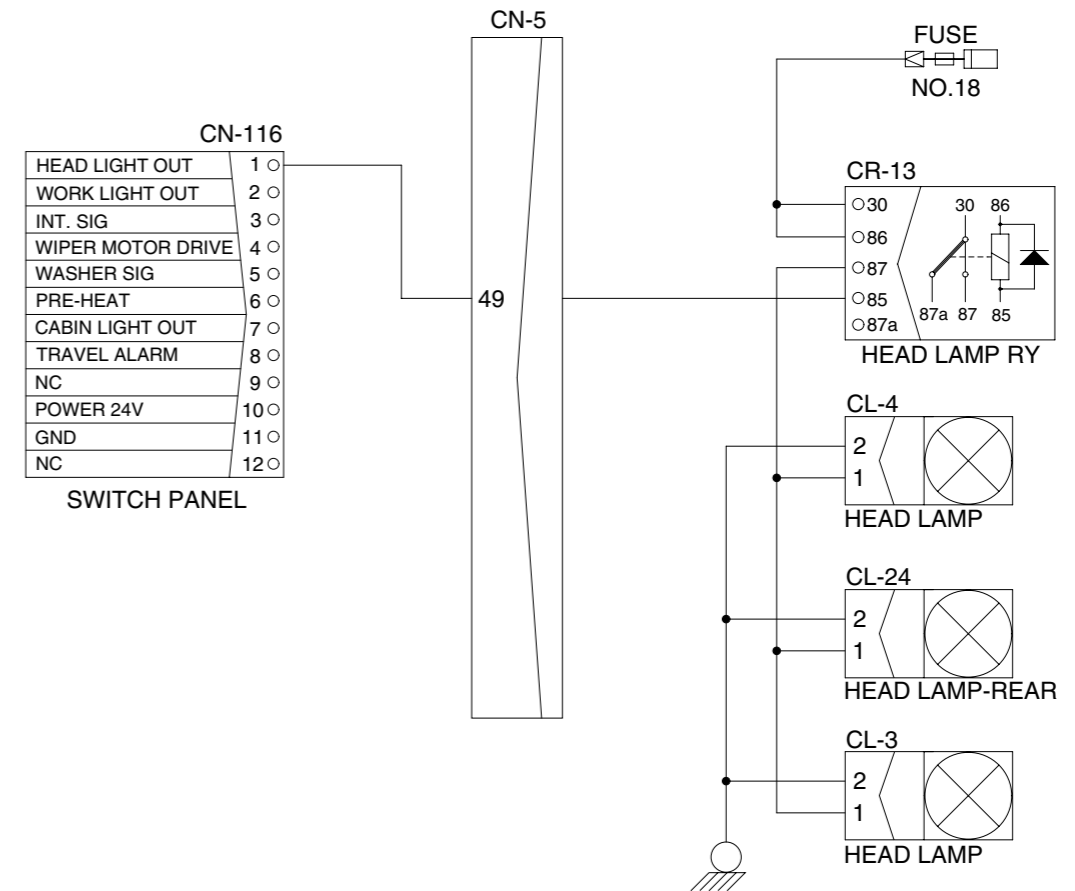 CN-5
FUSE
NO.18
CN-116
HEAD LIGHT OUT 1
WORK LIGHT OUT 2
INT. SIG 3
WIPER MOTOR DRIVE 4
WASHER SIG 5
PRE-HEAT 6
CABIN LIGHT OUT 7
TRAVEL ALARM 8
NC 9
POWER 24V 10
GND 11
NC 12
SWITCH PANEL
49
CR-13
30 30 86
86
87
85 87a 87 85
87a
HEAD LAMP RY
CL-4
2
1
HEAD LAMP
CL-24
2
1
HEAD LAMP-REAR
CL-3
2
1
HEAD LAMP